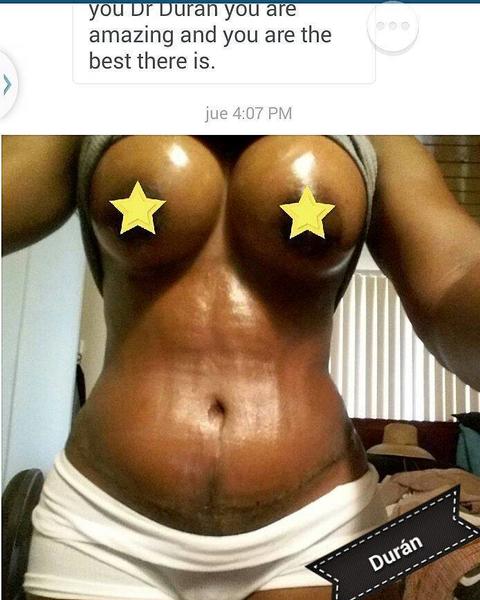 you Dr Duran you are
amazing and you are the
best there is.
jue 4:07 PM
Durán